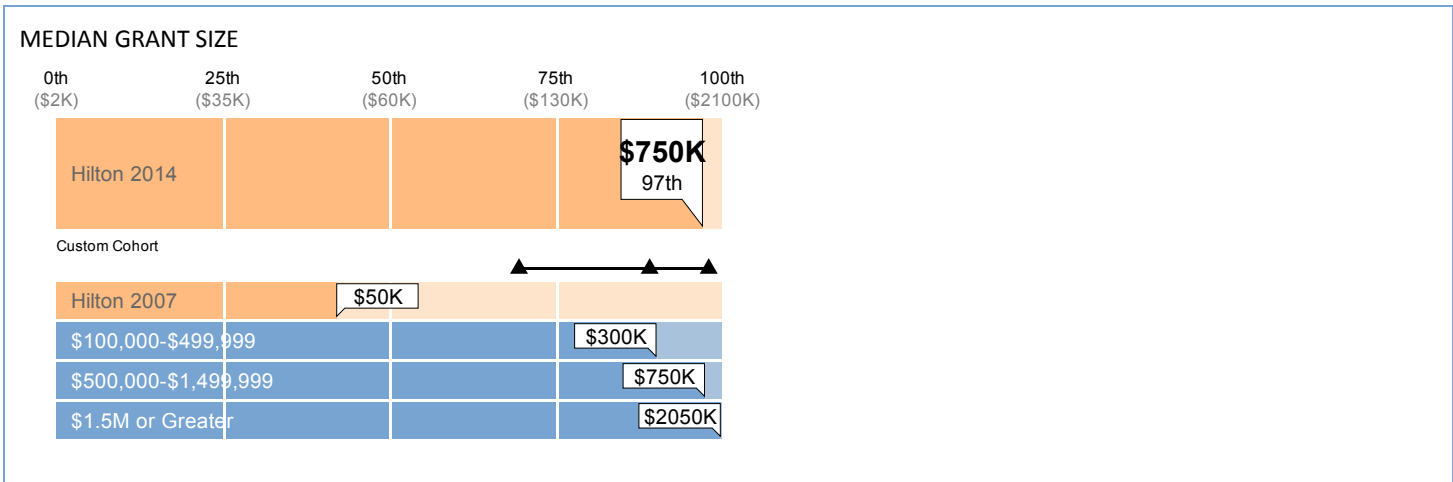 MEDIAN GRANT SIZE
0th 25th 50th 75th 100th
($2K) ($35K) ($60K) ($130K) ($2100K)
$750K
Hilton 2014
97th
Custom Cohort
Hilton 2007 $50K
$100,000-$499,999 $300K
$500,000-$1,499,999 $750K
$1.5M or Greater $2050K